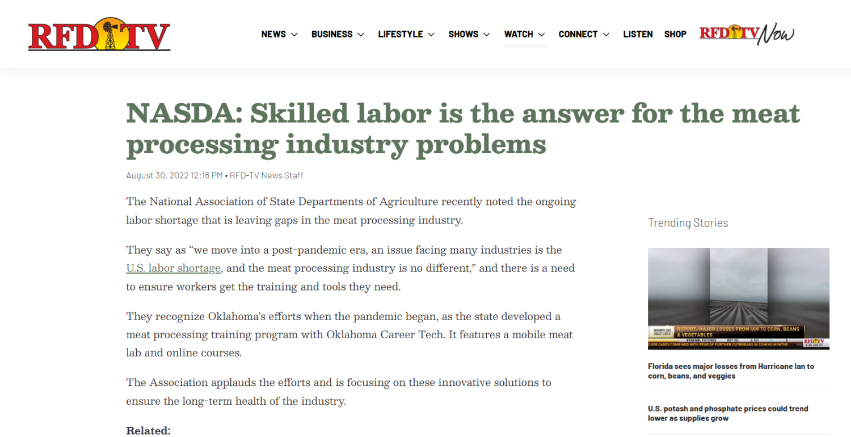 RFD TV
NEWS
BUSINESS
LIFESTYLE
SHOWS
WATCH
CONNECT
LISTEN
SHOP
RFD TV Now
NASDA: Skilled labor is the answer for the meat
processing industry problems
August 30, 2022 12:16 PM • RFD-TV News Staff
The National Association of State Departments of Agriculture recently noted the ongoing
labor shortage that is leaving gaps in the meat processing industry.
They say as “we move into a post-pandemic era, an issue facing many industries is the
U.S. labor shortage, and the meat processing industry is no different,” and there is a need
to ensure workers get the training and tools they need.
They recognize Oklahoma's efforts when the pandemic began, as the state developed a
meat processing training program with Oklahoma Career Tech. It features a mobile meat
lab and online courses.
The Association applauds the efforts and is focusing on these innovative solutions to
ensure the long-term health of the industry.
Related:
Trending Stories
REPORT: MAJOR LOSSES FROM IAN TO CORN, BEANS
& VEGETABLES
RFD TV
Florida sees major losses from Hurricane Ian to
corn, beans, and veggies
U.S. potash and phosphate prices could trend
lower as supplies grow